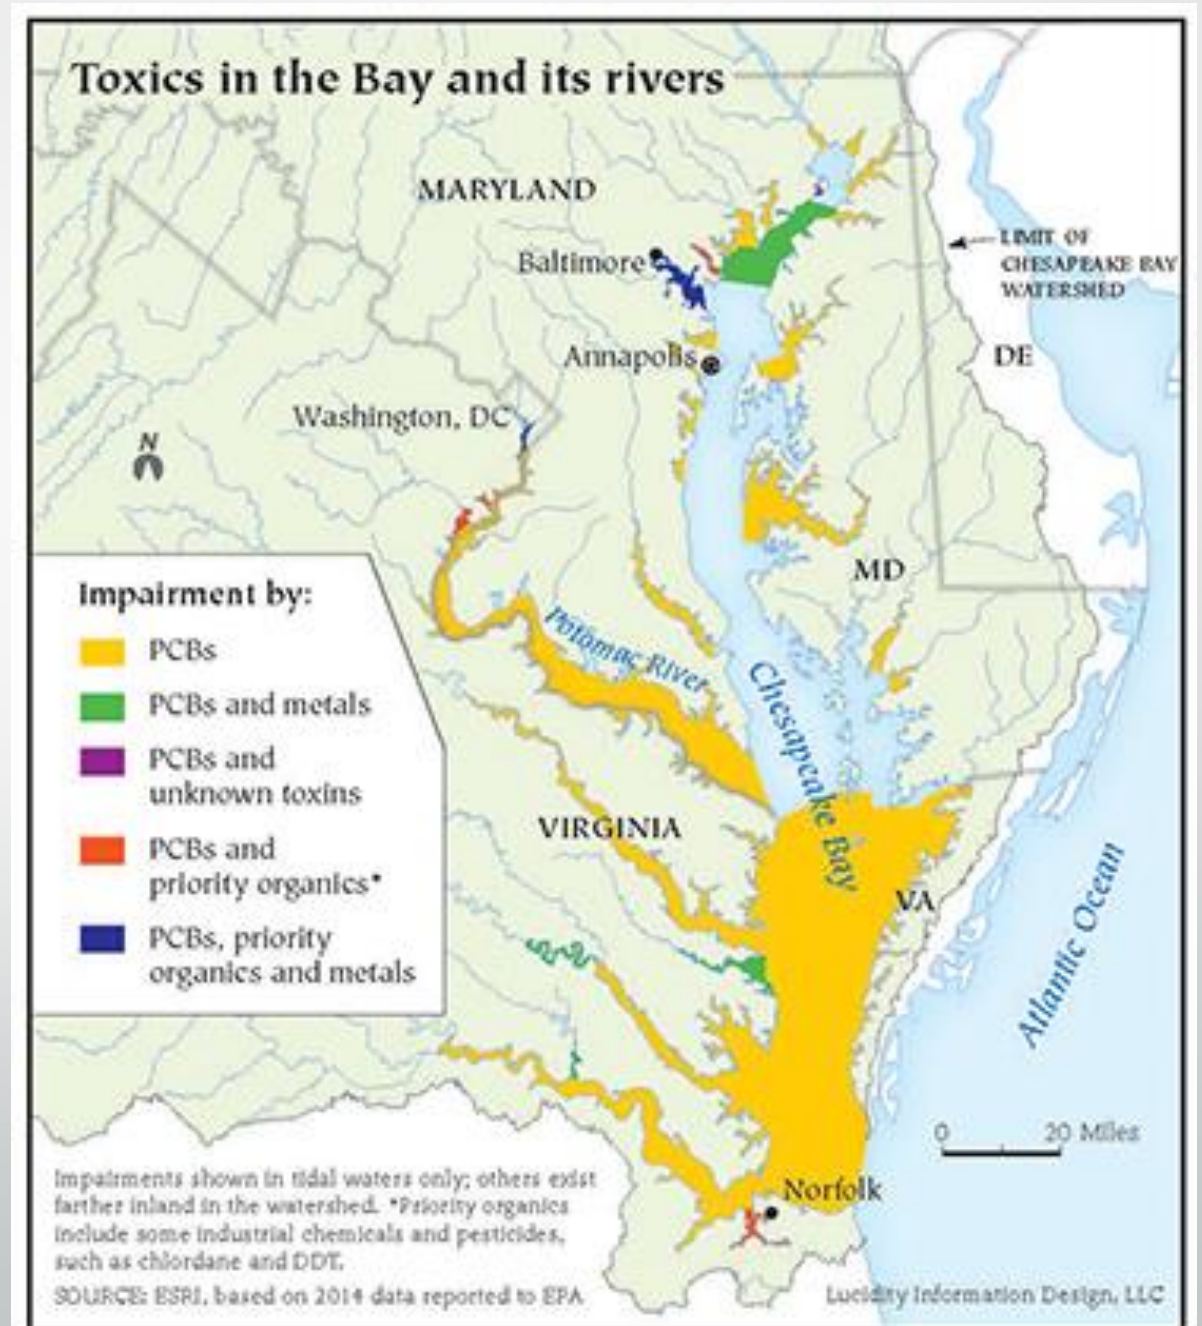 Toxics in the Bay and its rivers
MARYLAND
Baltimore
LIMIT OF
CHESAPEAKE BAY
WATERSHED
Annapolis
DE
Washington, DC
N
MD
Impairment by:
PCBs
PCBs and metals
PCBs and
unknown toxins
PCBs and
priority organics*
PCBs, priority
organics and metals
Potomac River
Chesapeake Bay
VIRGINIA
VA
Atlantic Ocean
0 20 Miles
Norfolk
Impairments shown in tidal waters only; others exist
farther inland in the watershed. *Priority organics
include some industrial chemicals and pesticides,
such as chlordane and DDT.
SOURCE: ESRI, based on 2014 data reported to EPA
Lucidity Information Design, LLC